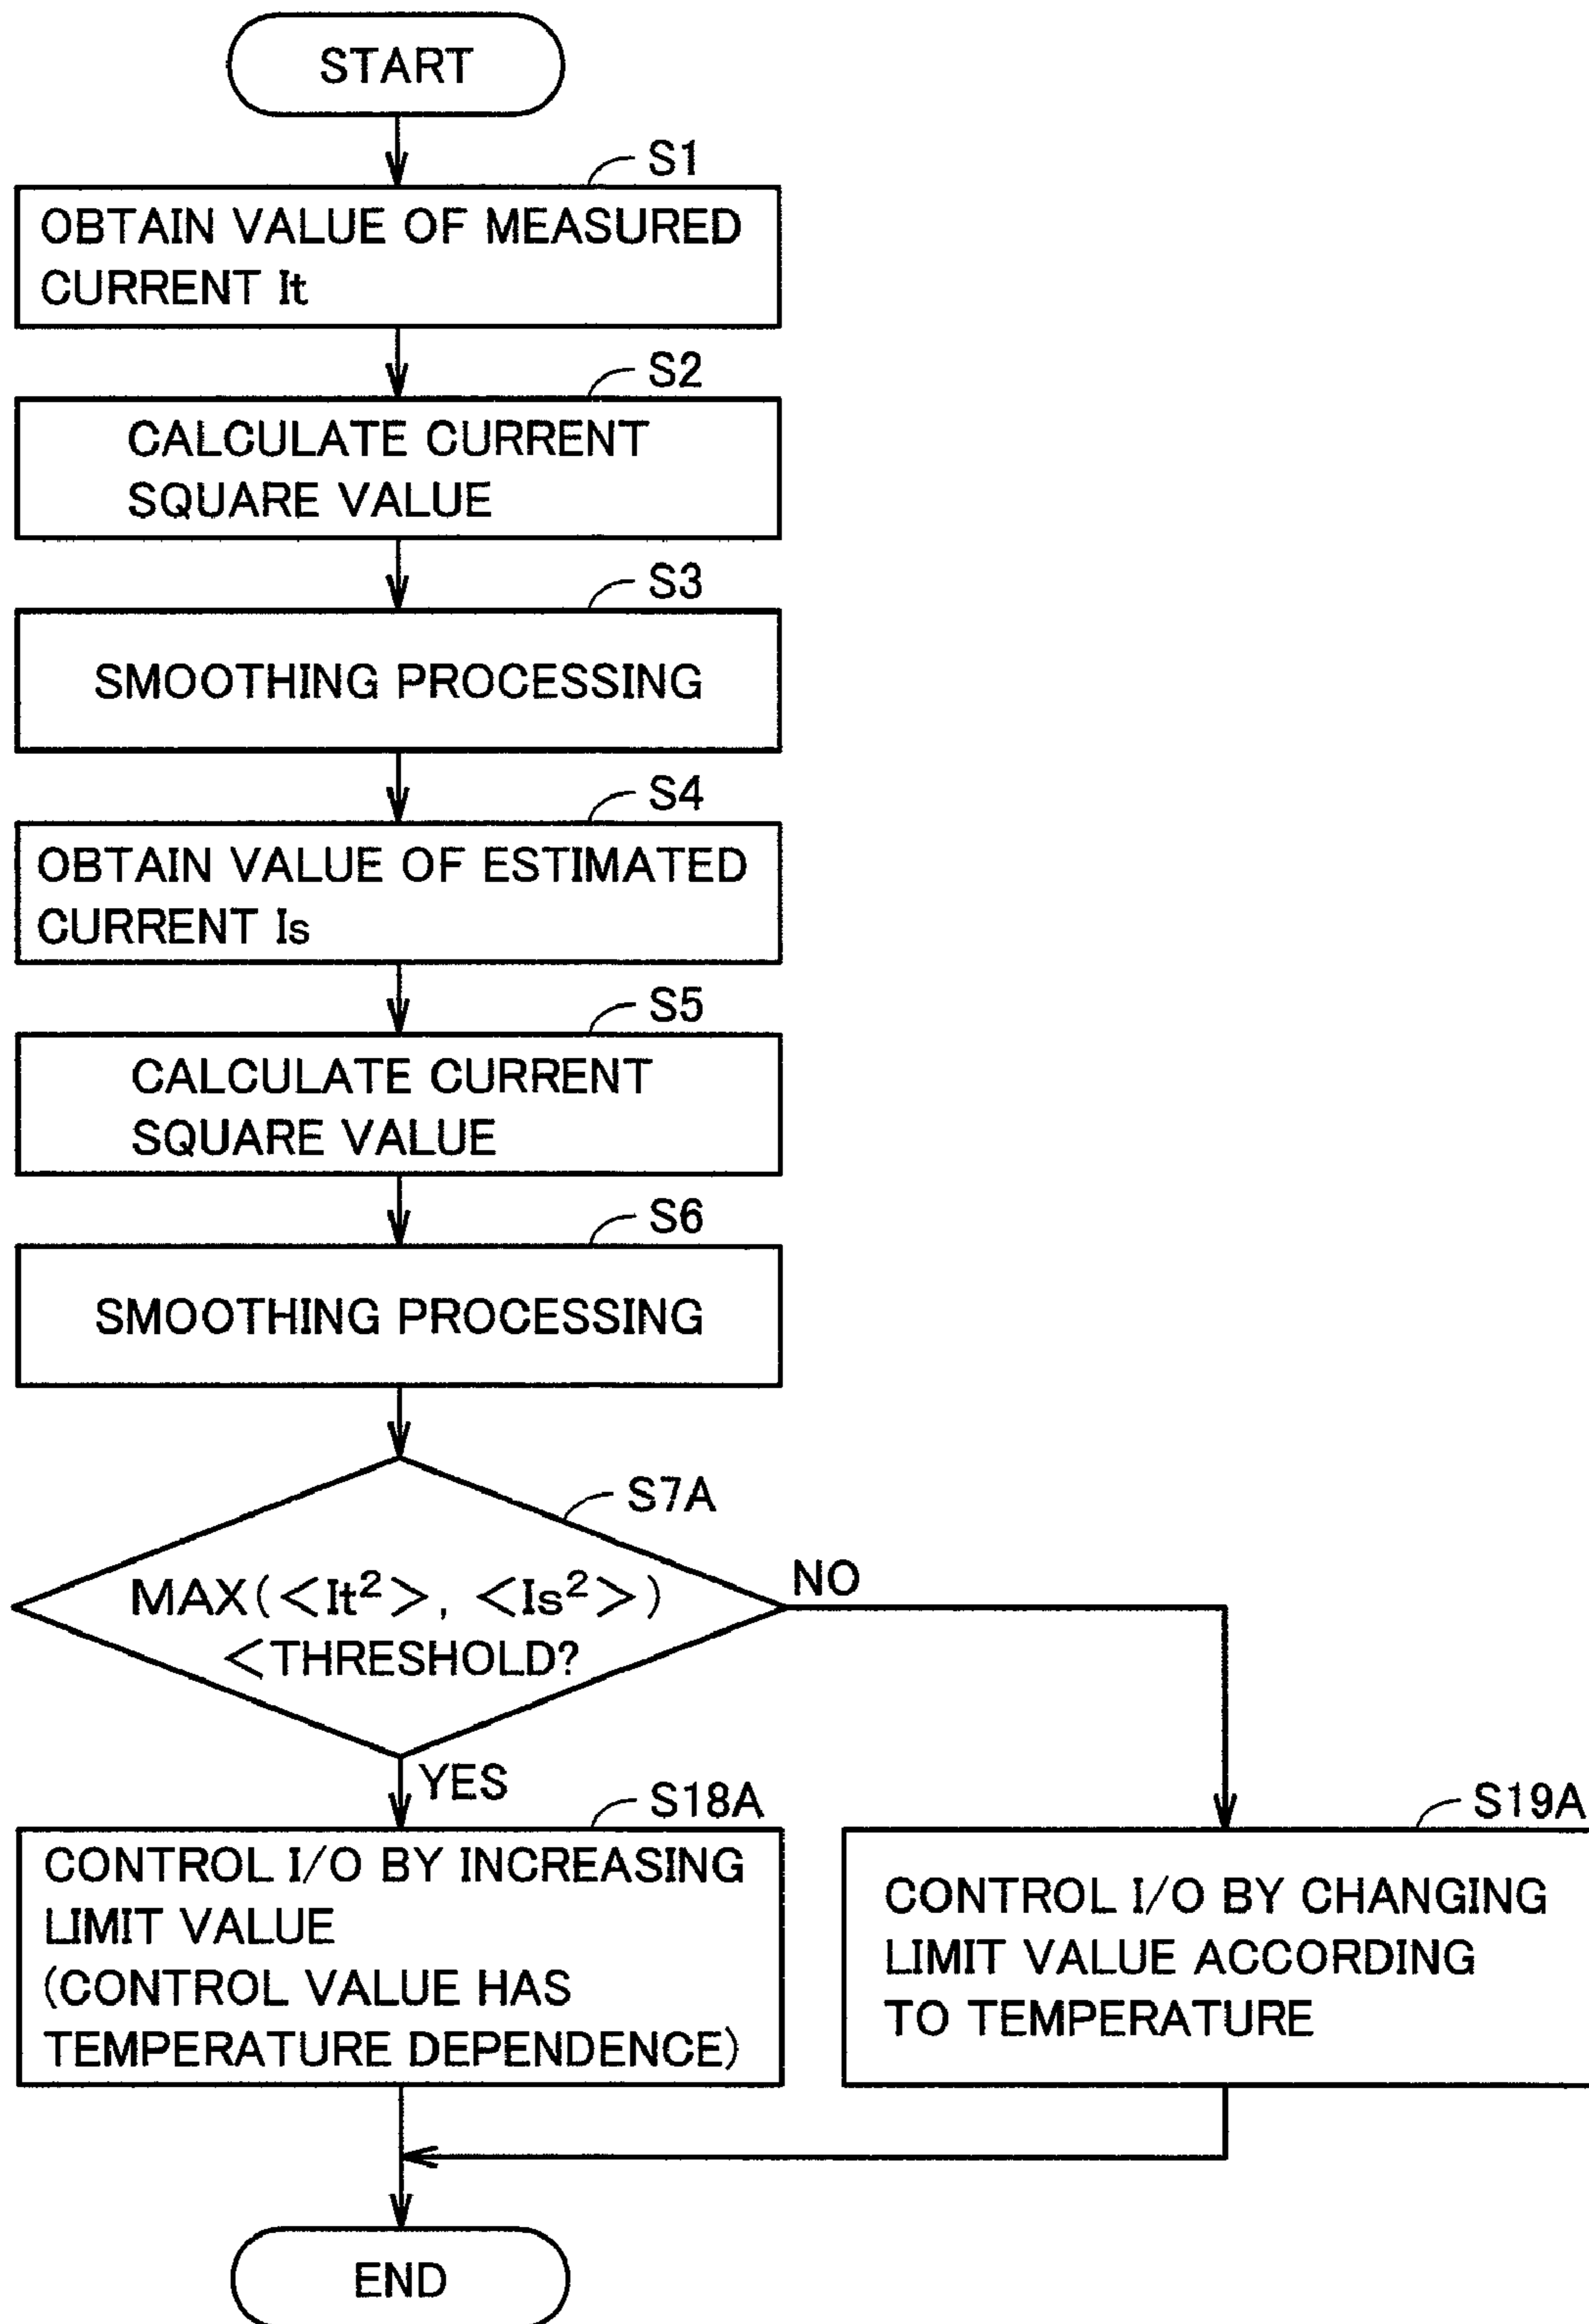 START
S1
OBTAIN VALUE OF MEASURED
CURRENT It
S2
CALCULATE CURRENT
SQUARE VALUE
S3
SMOOTHING PROCESSING
S4
OBTAIN VALUE OF ESTIMATED
CURRENT Is
S5
CALCULATE CURRENT
SQUARE VALUE
S6
SMOOTHING PROCESSING
S7A
MAX(<It²>, <Is²>)
<THRESHOLD?
NO
YES
S18A
CONTROL I/O BY INCREASING
LIMIT VALUE
(CONTROL VALUE HAS
TEMPERATURE DEPENDENCE)
S19A
CONTROL I/O BY CHANGING
LIMIT VALUE ACCORDING
TO TEMPERATURE
END